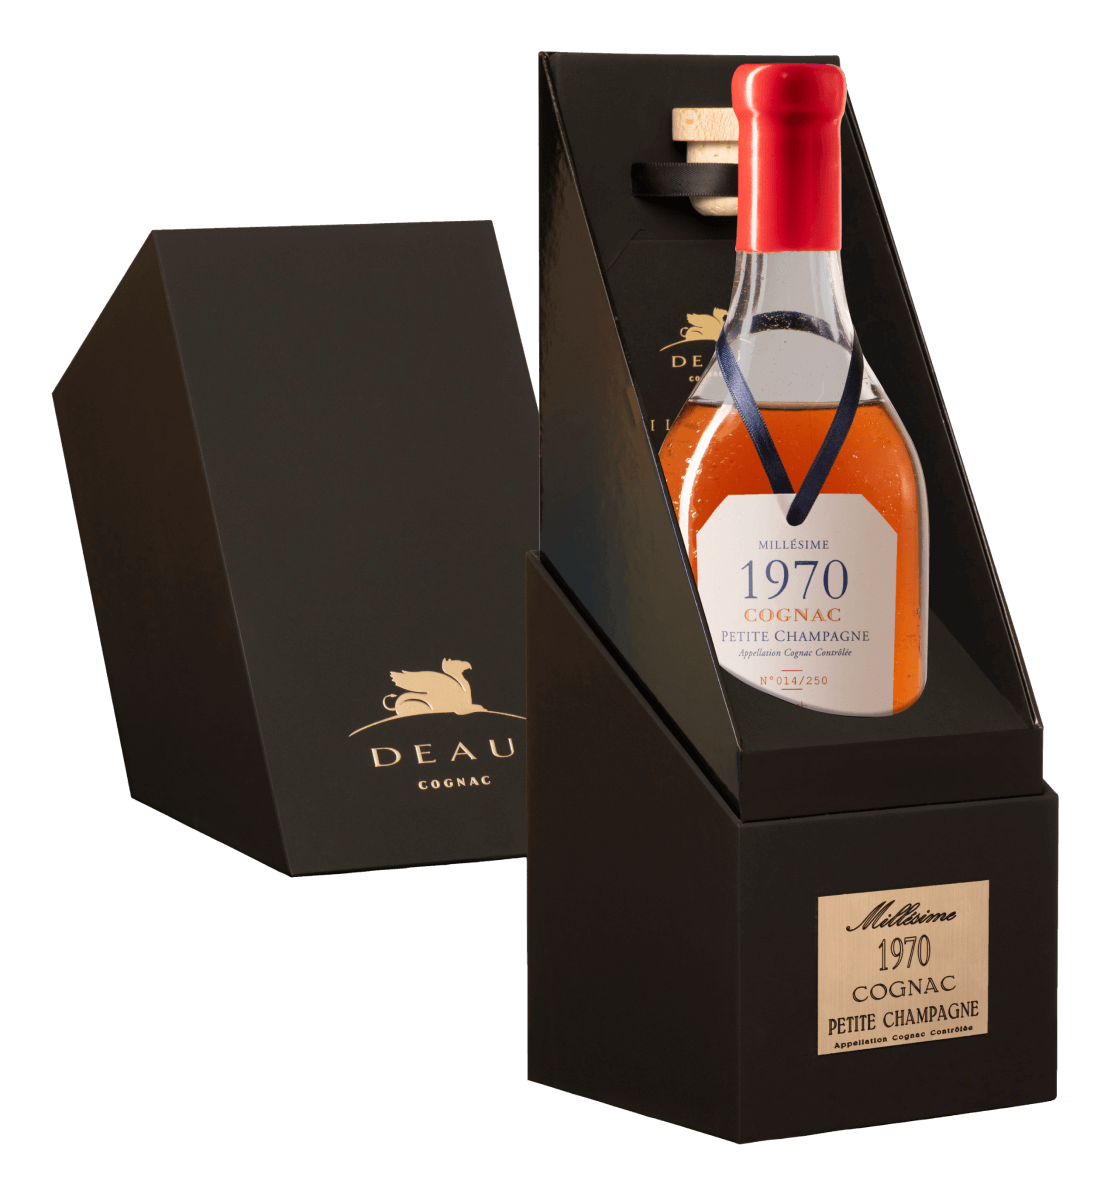 DEAU
COGNAC
DE
MILLÉSIME
1970
COGNAC
PETITE CHAMPAGNE
Appellation Cognac Contrôlée
N°014/250
Millésime
1970
COGNAC
PETITE CHAMPAGNE
Appellation Cognac Contrôlée